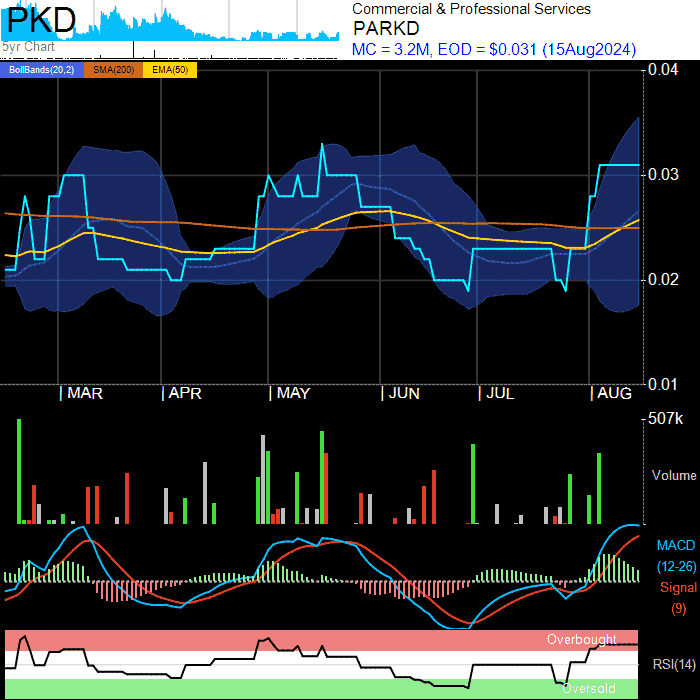 PKD
5yr Chart
Commercial & Professional Services
PARKD
MC = 3.2M, EOD = $0.031 (15Aug2024)
BollBands(20,2) SMA(200) EMA(50)
0.04
0.03
0.02
0.01
MAR APR MAY JUN JUL AUG
507k
Volume
MACD
(12-26)
Signal
(9)
Overbought
RSI(14)
Oversold